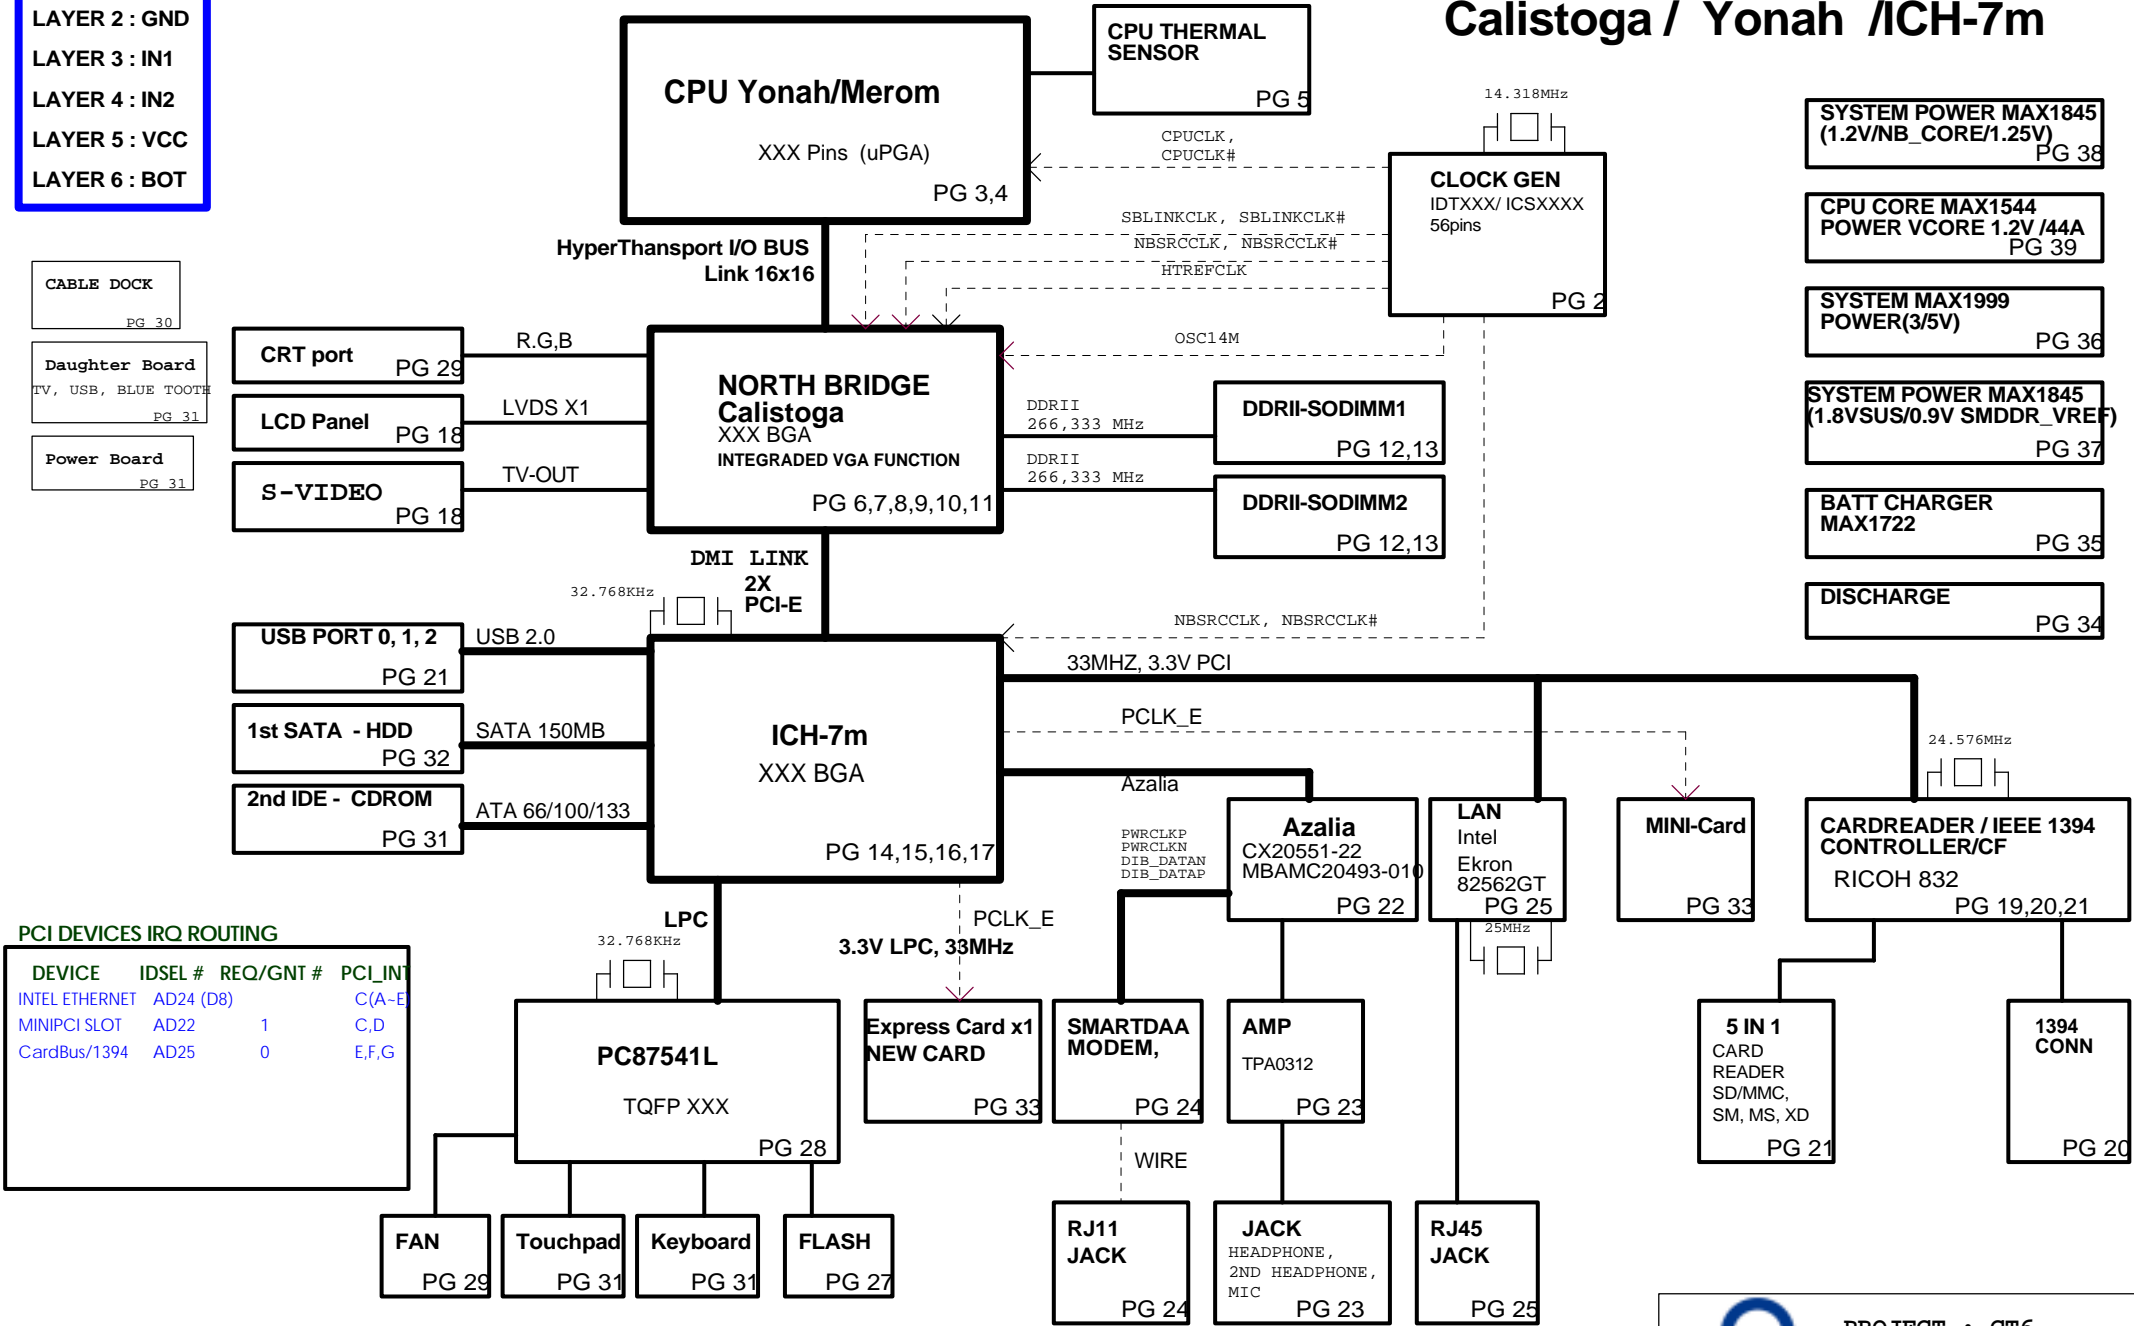 LAYER 2 : GND
LAYER 3 : IN1
LAYER 4 : IN2
LAYER 5 : VCC
LAYER 6 : BOT
Calistoga / Yonah /ICH-7m
CPU Yonah/Merom
XXX Pins (uPGA)
PG 3,4
CPU THERMAL
SENSOR
PG 5
14.318MHz
CPUCLK,
CPUCLK#
CLOCK GEN
IDTXXX/ ICSXXXX
56pins
PG 2
SBLINKCLK, SBLINKCLK#
NBSRCCLK, NBSRCCLK#
HTREFCLK
OSC14M
HyperThansport I/O BUS
Link 16x16
SYSTEM POWER MAX1845
(1.2V/NB_CORE/1.25V)
PG 38
CPU CORE MAX1544
POWER VCORE 1.2V /44A
PG 39
SYSTEM MAX1999
POWER(3/5V)
PG 36
SYSTEM POWER MAX1845
(1.8VSUS/0.9V SMDDR_VREF)
PG 37
BATT CHARGER
MAX1722
PG 35
DISCHARGE
PG 34
CABLE DOCK
PG 30
Daughter Board
TV, USB, BLUE TOOTH
PG 31
Power Board
PG 31
CRT port
PG 29
R.G,B
LCD Panel
PG 18
LVDS X1
S-VIDEO
PG 18
TV-OUT
NORTH BRIDGE
Calistoga
XXX BGA
INTEGRADED VGA FUNCTION
PG 6,7,8,9,10,11
DDRII
266,333 MHz
DDRII-SODIMM1
PG 12,13
DDRII
266,333 MHz
DDRII-SODIMM2
PG 12,13
DMI LINK
2X
PCI-E
32.768KHz
NBSRCCLK, NBSRCCLK#
33MHZ, 3.3V PCI
USB PORT 0, 1, 2
PG 21
USB 2.0
1st SATA - HDD
PG 32
SATA 150MB
2nd IDE - CDROM
PG 31
ATA 66/100/133
ICH-7m
XXX BGA
PG 14,15,16,17
PCLK_E
Azalia
24.576MHz
PWRCLKP
PWRCLKN
DIB_DATAN
DIB_DATAP
Azalia
CX20551-22
MBAMC20493-010
PG 22
LAN
Intel
Ekron
82562GT
PG 25
25MHz
MINI-Card
PG 33
CARDREADER / IEEE 1394
CONTROLLER/CF
RICOH 832
PG 19,20,21
LPC
32.768KHz
PCLK_E
3.3V LPC, 33MHz
PCI DEVICES IRQ ROUTING
DEVICE IDSEL # REQ/GNT # PCI_INT
INTEL ETHERNET AD24 (D8) C(A~E)
MINIPCI SLOT AD22 1 C,D
CardBus/1394 AD25 0 E,F,G
PC87541L
TQFP XXX
PG 28
Express Card x1
NEW CARD
PG 33
SMARTDAA
MODEM,
PG 24
AMP
TPA0312
PG 23
5 IN 1
CARD
READER
SD/MMC,
SM, MS, XD
PG 21
1394
CONN
PG 20
WIRE
FAN
PG 29
Touchpad
PG 31
Keyboard
PG 31
FLASH
PG 27
RJ11
JACK
PG 24
JACK
HEADPHONE,
2ND HEADPHONE,
MIC
PG 23
RJ45
JACK
PG 25
PROJECT : CT6